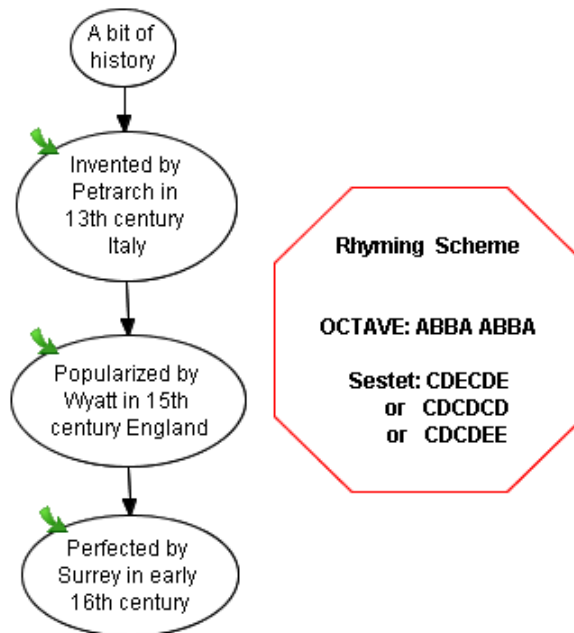 A bit of
history
Invented by
Petrarch in
13th century
Italy
Popularized by
Wyatt in 15th
century England
Perfected by
Surrey in early
16th century
Rhyming Scheme
OCTAVE: ABBA ABBA
Sestet: CDECDE
or CDCDCD
or CDCDEE